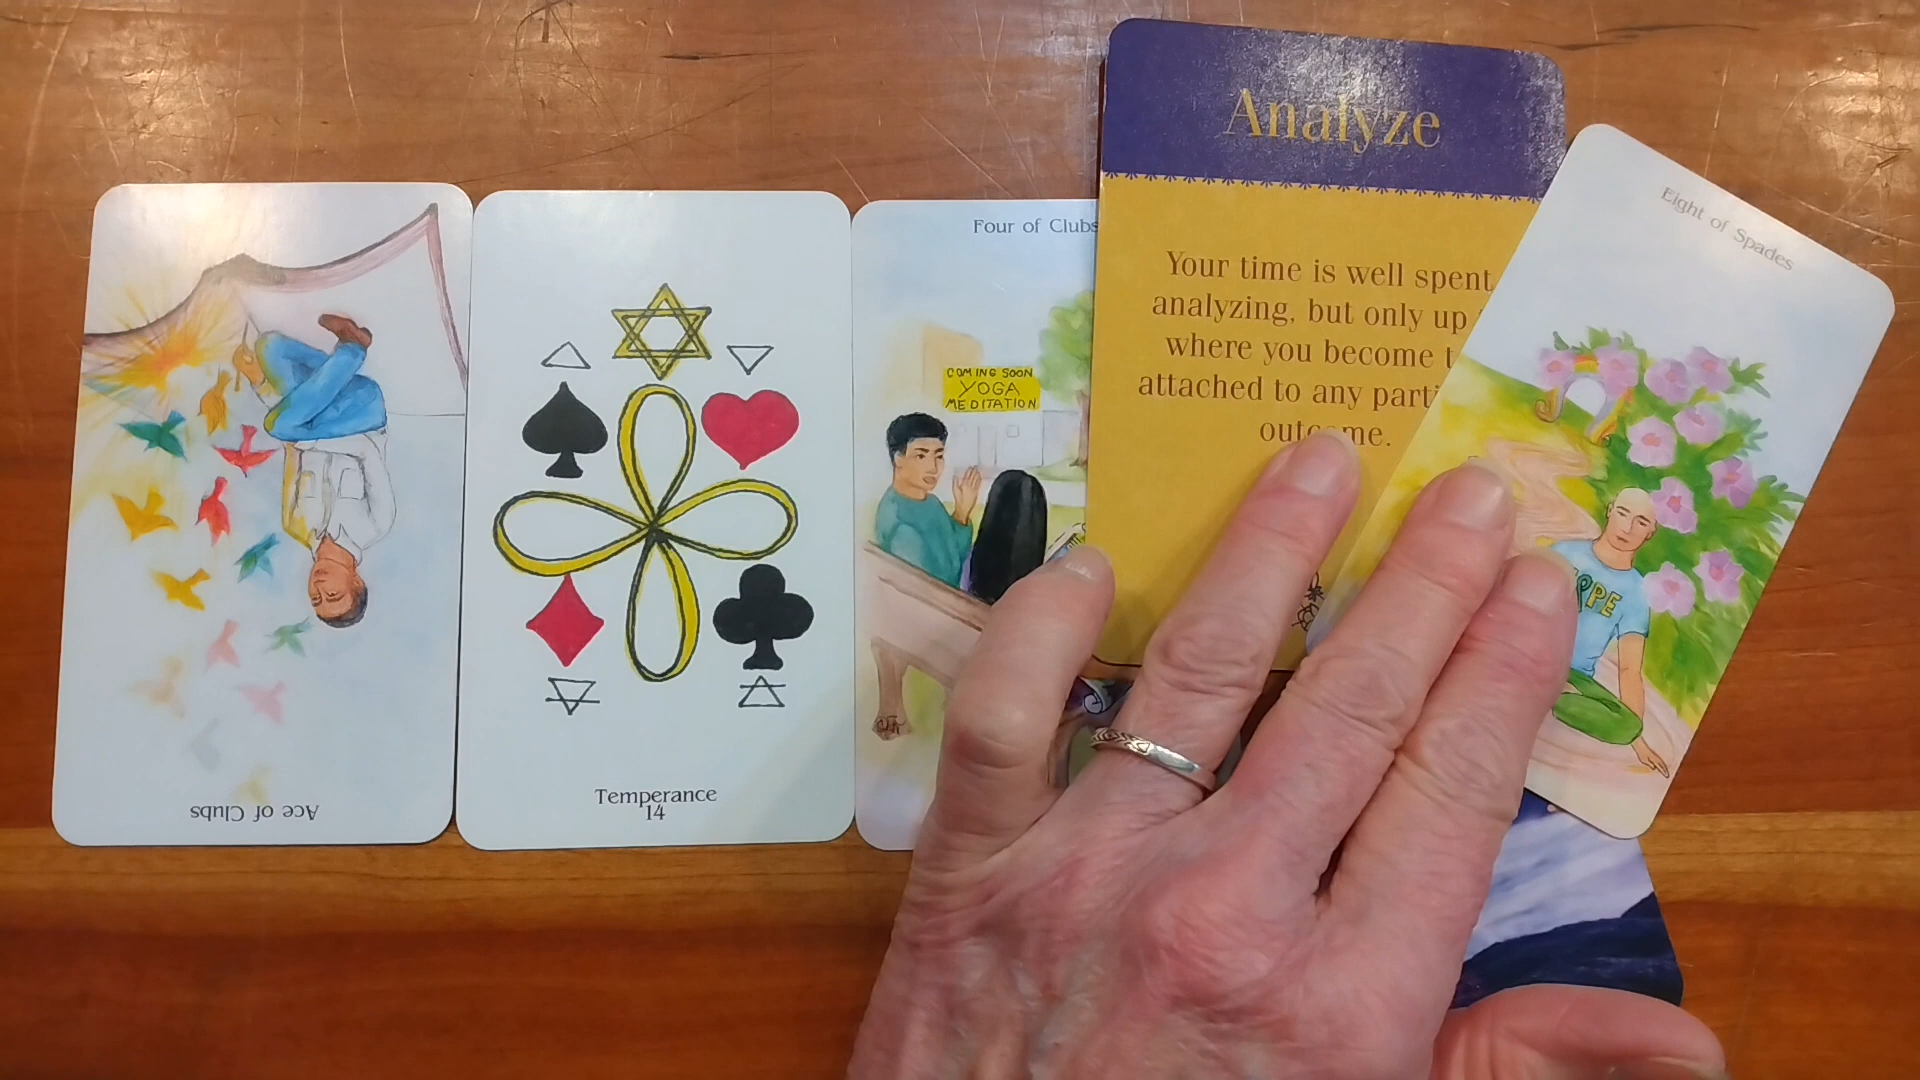 Ace of Clubs
Temperance
14
Four of Clubs
COMING SOON
YOGA
MEDITATION
Analyze
Your time is well spent
analyzing, but only up
where you become
attached to any
outcome.
Eight of Spades